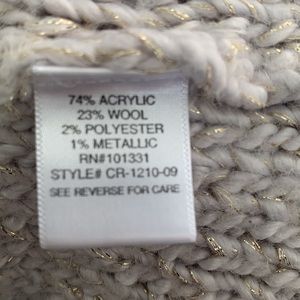 74% ACRYLIC
23% WOOL
2% POLYESTER
1% METALLIC
RN#101331
STYLE# CR-1210-09
SEE REVERSE FOR CARE